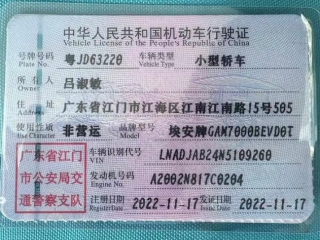 中华人民共和国机动车行驶证
Vehicle License of the People's Republic of China
号牌号码 粤JD63220 车辆类型 小型轿车
Plate No. Vehicle Type
所有人 吕淑敏
Owner
住址 广东省江门市江海区江南江南路15号505
Address
使用性质 非营运 品牌型号 埃安牌GAM7000BEVD0T
Use Character Model
广东省江门 车辆识别代号 LNADJAB24N5109260
VIN
市公安局交 发动机号码 A2002N817C0204
Engine No.
通警察支队 注册日期 2022-11-17 发证日期 2022-11-17
Register Date Issue Date